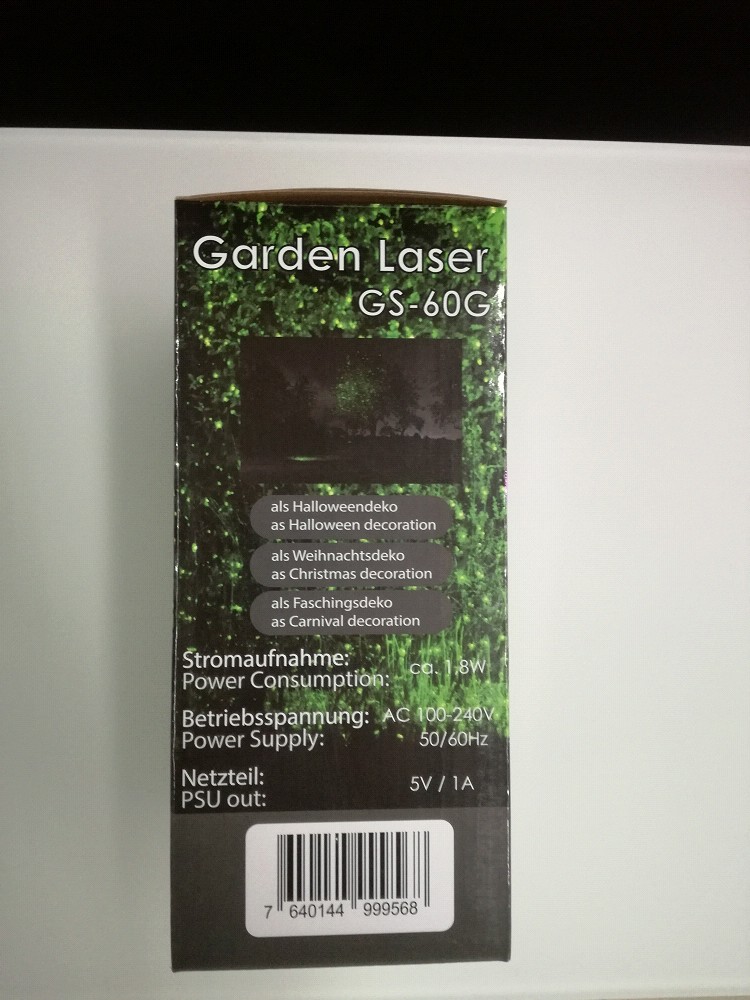 Garden Laser
GS-60G
als Halloweendeko
as Halloween decoration
als Weihnachtsdeko
as Christmas decoration
als Faschingsdeko
as Carnival decoration
Stromaufnahme:
Power Consumption: ca. 1,8W
Betriebsspannung: AC 100-240V
Power Supply: 50/60Hz
Netzteil:
PSU out: 5V / 1A
7 640144 999568